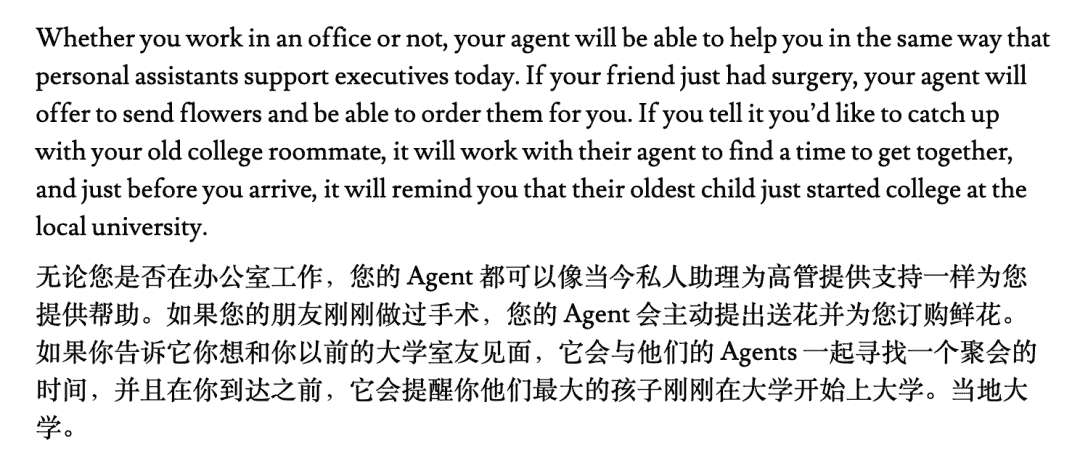 Whether you work in an office or not, your agent will be able to help you in the same way that
personal assistants support executives today. If your friend just had surgery, your agent will
offer to send flowers and be able to order them for you. If you tell it you’d like to catch up
with your old college roommate, it will work with their agent to find a time to get together,
and just before you arrive, it will remind you that their oldest child just started college at the
local university.
无论您是否在办公室工作，您的 Agent 都可以像当今私人助理为高管提供支持一样为您
提供帮助。如果您的朋友刚刚做过手术，您的 Agent 会主动提出送花并为您订购鲜花。
如果你告诉它你想和你以前的大学室友见面，它会与他们的 Agents 一起寻找一个聚会的
时间，并且在你到达之前，它会提醒你他们最大的孩子刚刚在大学开始上大学。当地大
学。